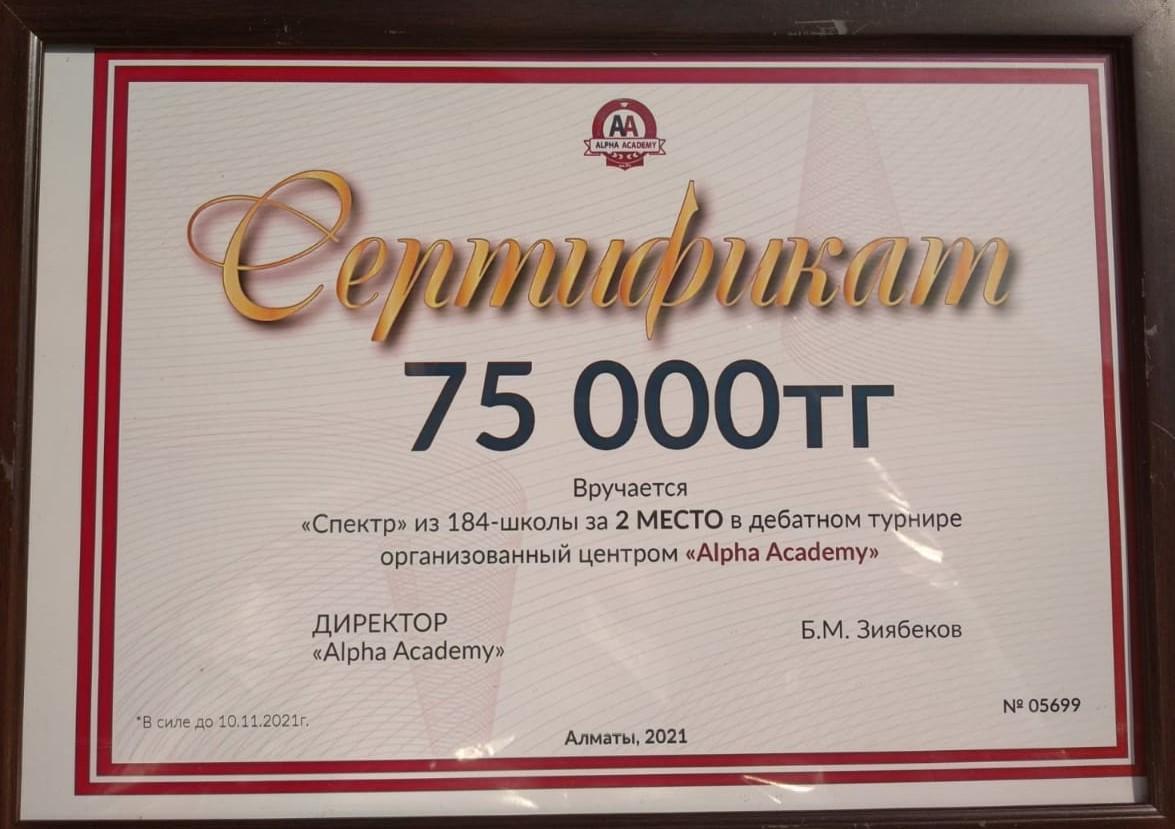 AA
ALPHA ACADEMY
Сертификат
75 000тг
Вручается
«Спектр» из 184-школы за 2 МЕСТО в дебатном турнире
организованный центром «Alpha Academy»
ДИРЕКТОР
«Alpha Academy»
Б.М. Зиябеков
№ 05699
*В силе до 10.11.2021г.
Алматы, 2021